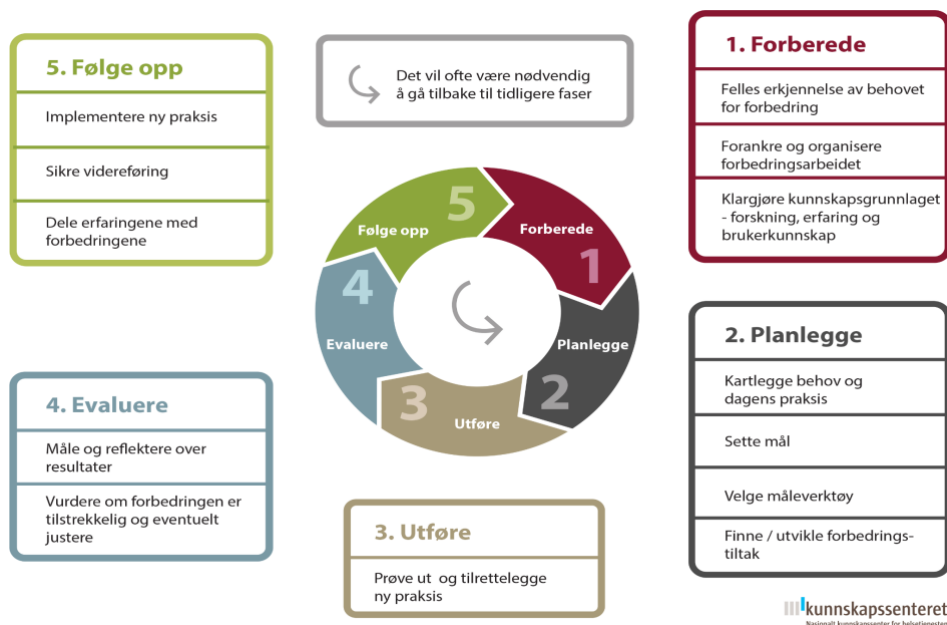 5. Følge opp
Implementere ny praksis
Sikre videreføring
Dele erfaringene med
forbedringene
Det vil ofte være nødvendig
å gå tilbake til tidligere faser
1. Forberede
Felles erkjennelse av behovet
for forbedring
Forankre og organisere
forbedringsarbeidet
Klargjøre kunnskapsgrunnlaget
- forskning, erfaring og
brukerkunnskap
5
Følge opp
Forberede
1
4
Evaluere
Planlegge
2
3
Utføre
2. Planlegge
Kartlegge behov og
dagens praksis
Sette mål
Velge måleverktøy
Finne / utvikle forbedrings-
tiltak
4. Evaluere
Måle og reflektere over
resultater
Vurdere om forbedringen er
tilstrekkelig og eventuelt
justere
3. Utføre
Prøve ut og tilrettelegge
ny praksis
kunnskapssenteret
Nasjonalt kunnskapssenter for helsetjenesten